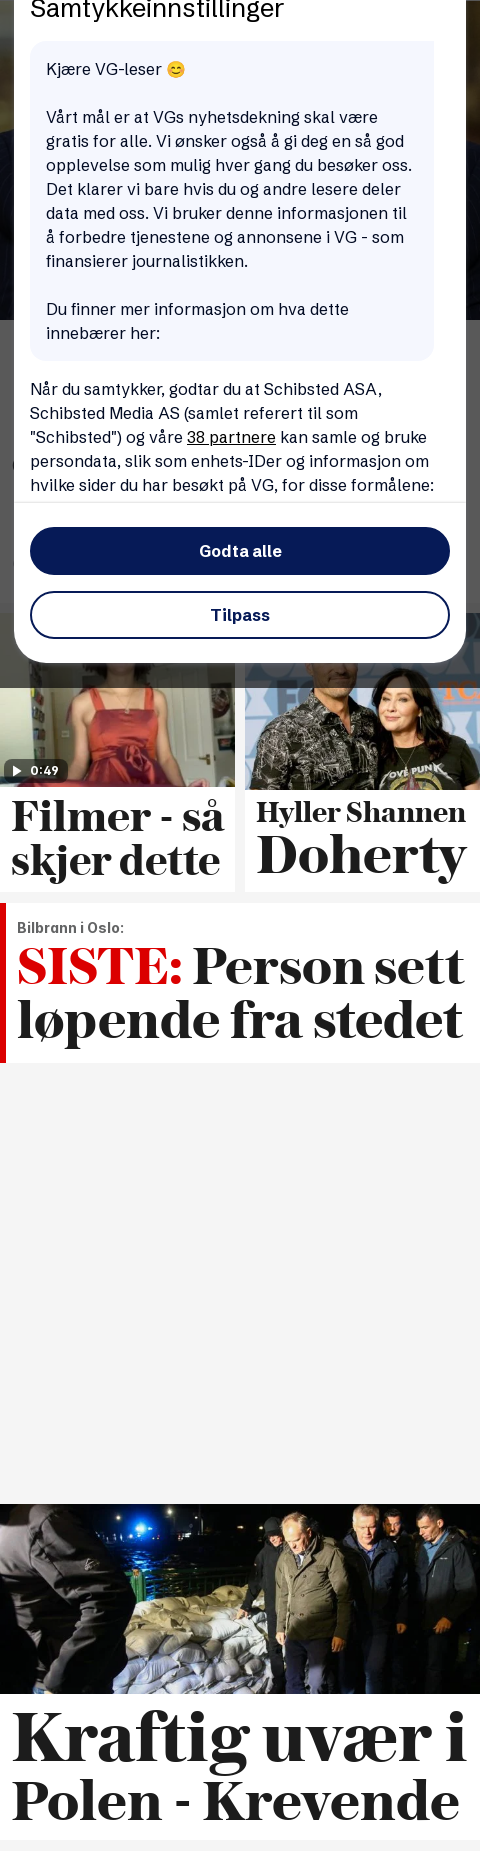 Samtykkeinnstillinger
Kjære VG-leser 😊
Vårt mål er at VGs nyhetsdekning skal være
gratis for alle. Vi ønsker også å gi deg en så god
opplevelse som mulig hver gang du besøker oss.
Det klarer vi bare hvis du og andre lesere deler
data med oss. Vi bruker denne informasjonen til
å forbedre tjenestene og annonsene i VG - som
finansierer journalistikken.
Du finner mer informasjon om hva dette
innebærer her:
Når du samtykker, godtar du at Schibsted ASA,
Schibsted Media AS (samlet referert til som
"Schibsted") og våre 38 partnere kan samle og bruke
persondata, slik som enhets-IDer og informasjon om
hvilke sider du har besøkt på VG, for disse formålene:
Godta alle
Tilpass
0:49
Filmer - så
skjer dette
Hyller Shannen
Doherty
Bilbrann i Oslo:
SISTE: Person sett
løpende fra stedet
Kraftig uvær i
Polen - Krevende